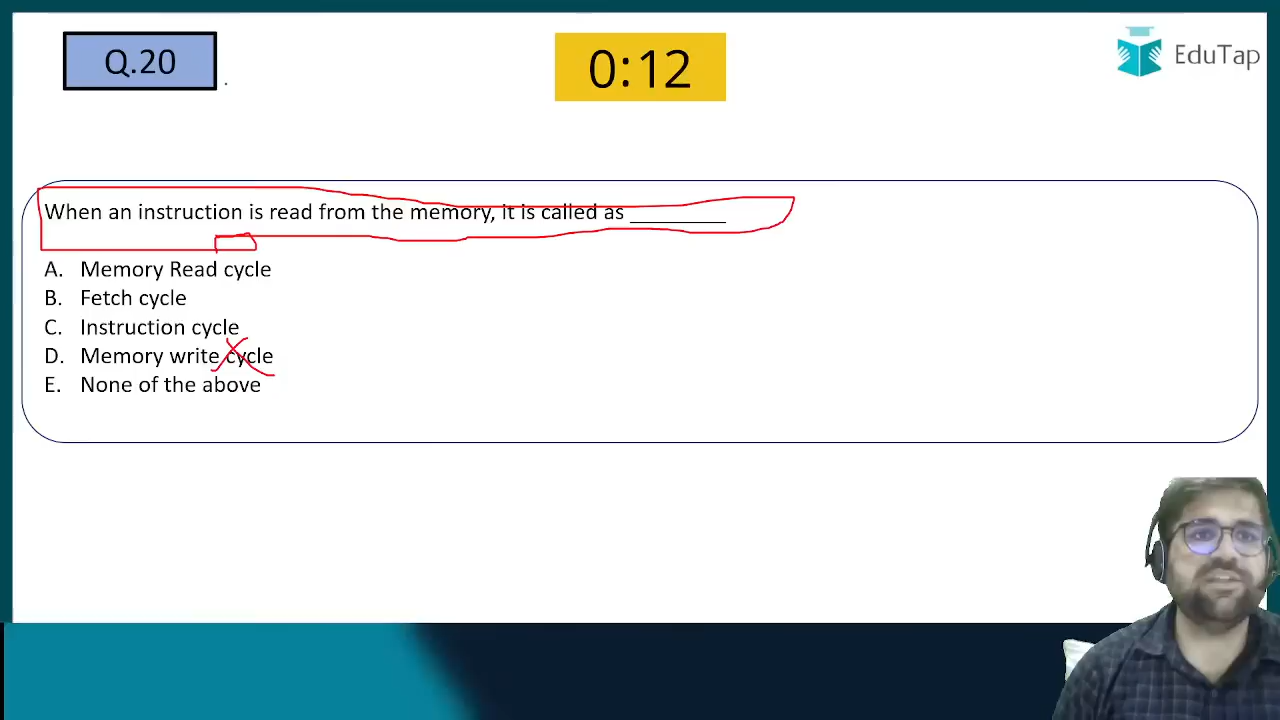 Q.20
.
0:12
EduTap
When an instruction is read from the memory, it is called as __________
A. Memory Read cycle
B. Fetch cycle
C. Instruction cycle
D. Memory write cycle
E. None of the above